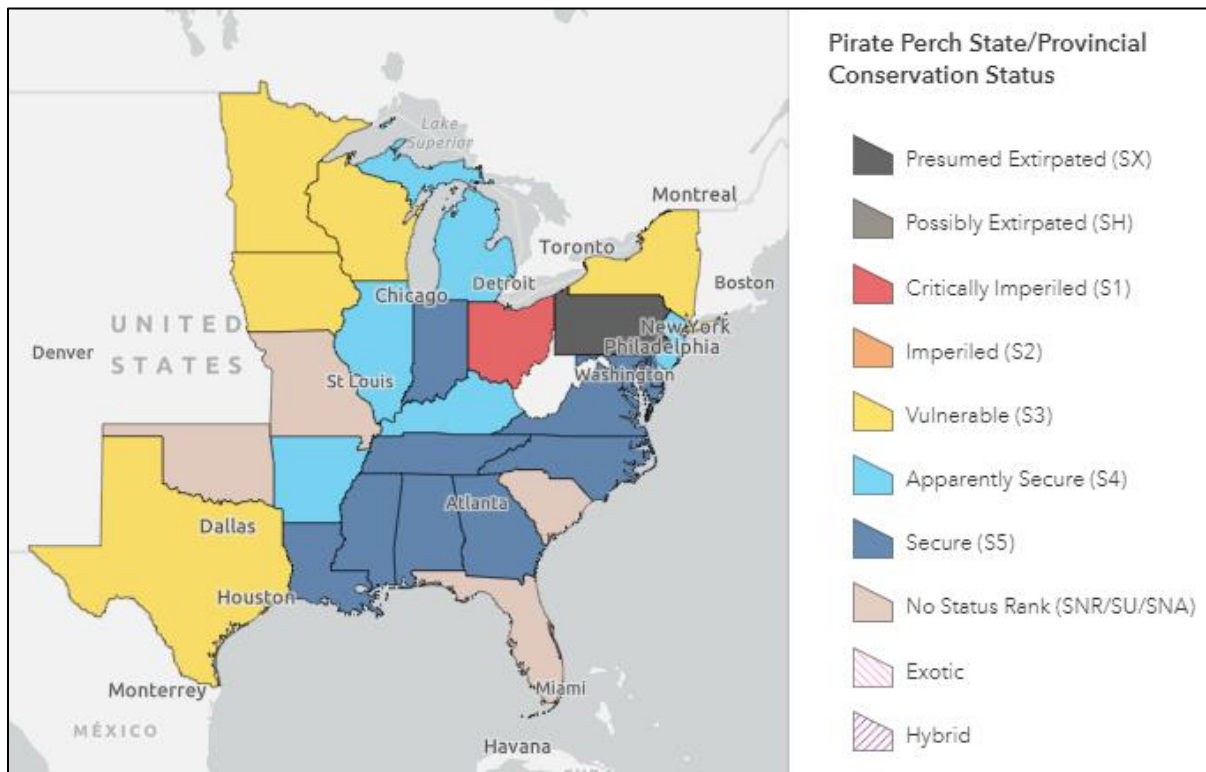 Lake
Superior
Montreal
Toronto
Detroit
Boston
Chicago
UNITED
STATES
New York
Philadelphia
Denver
St Louis
Washington
Atlanta
Dallas
Houston
Monterrey
Miami
MÉXICO
Havana
Pirate Perch State/Provincial
Conservation Status
Presumed Extirpated (SX)
Possibly Extirpated (SH)
Critically Imperiled (S1)
Imperiled (S2)
Vulnerable (S3)
Apparently Secure (S4)
Secure (S5)
No Status Rank (SNR/SU/SNA)
Exotic
Hybrid